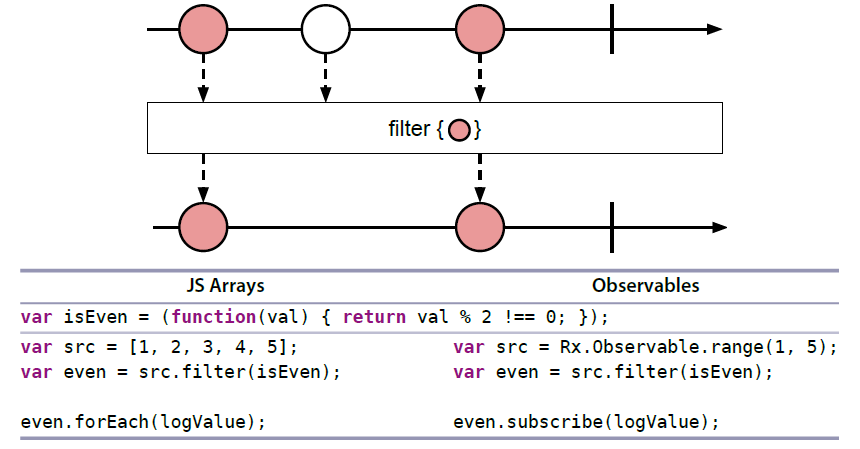 filter { }
JS Arrays Observables
var isEven = (function(val) { return val % 2 !== 0; });
var src = [1, 2, 3, 4, 5]; var src = Rx.Observable.range(1, 5);
var even = src.filter(isEven); var even = src.filter(isEven);
even.forEach(logValue); even.subscribe(logValue);